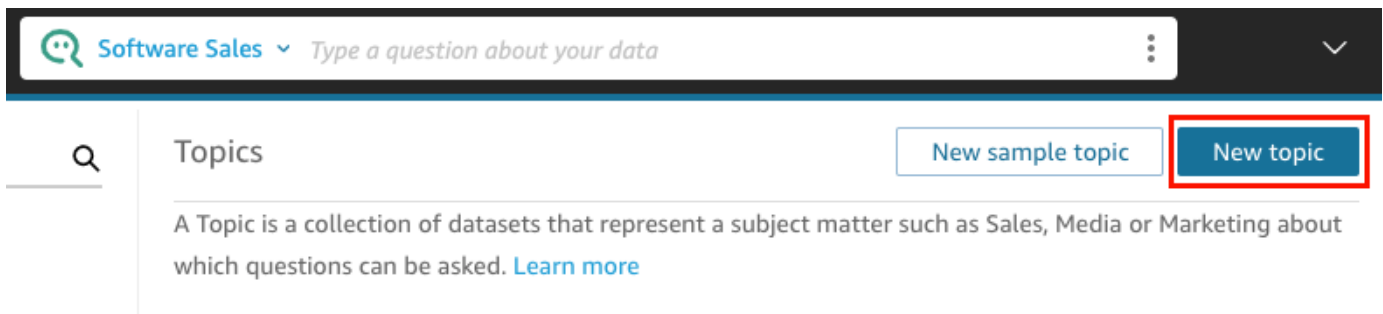 Software Sales Type a question about your data
Topics New sample topic New topic
A Topic is a collection of datasets that represent a subject matter such as Sales, Media or Marketing about
which questions can be asked. Learn more